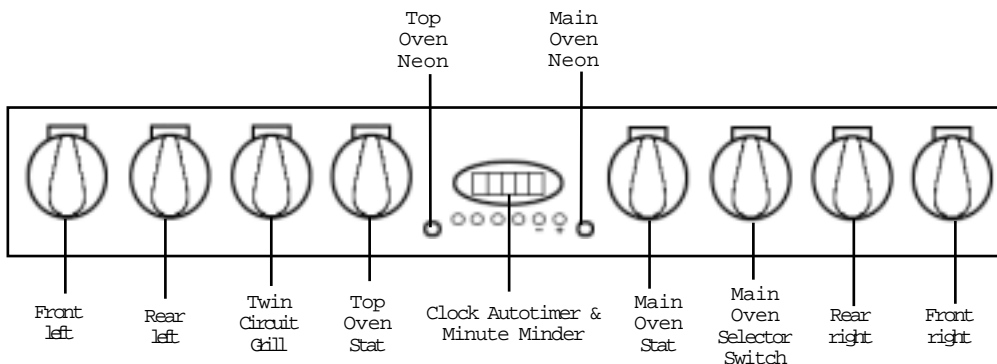 Top
Oven
Neon
Main
Oven
Neon
- +
Front
left
Rear
left
Twin
Circuit
Grill
Top
Oven
Stat
Clock Autotimer &
Minute Minder
Main
Oven
Stat
Main
Oven
Selector
Switch
Rear
right
Front
right